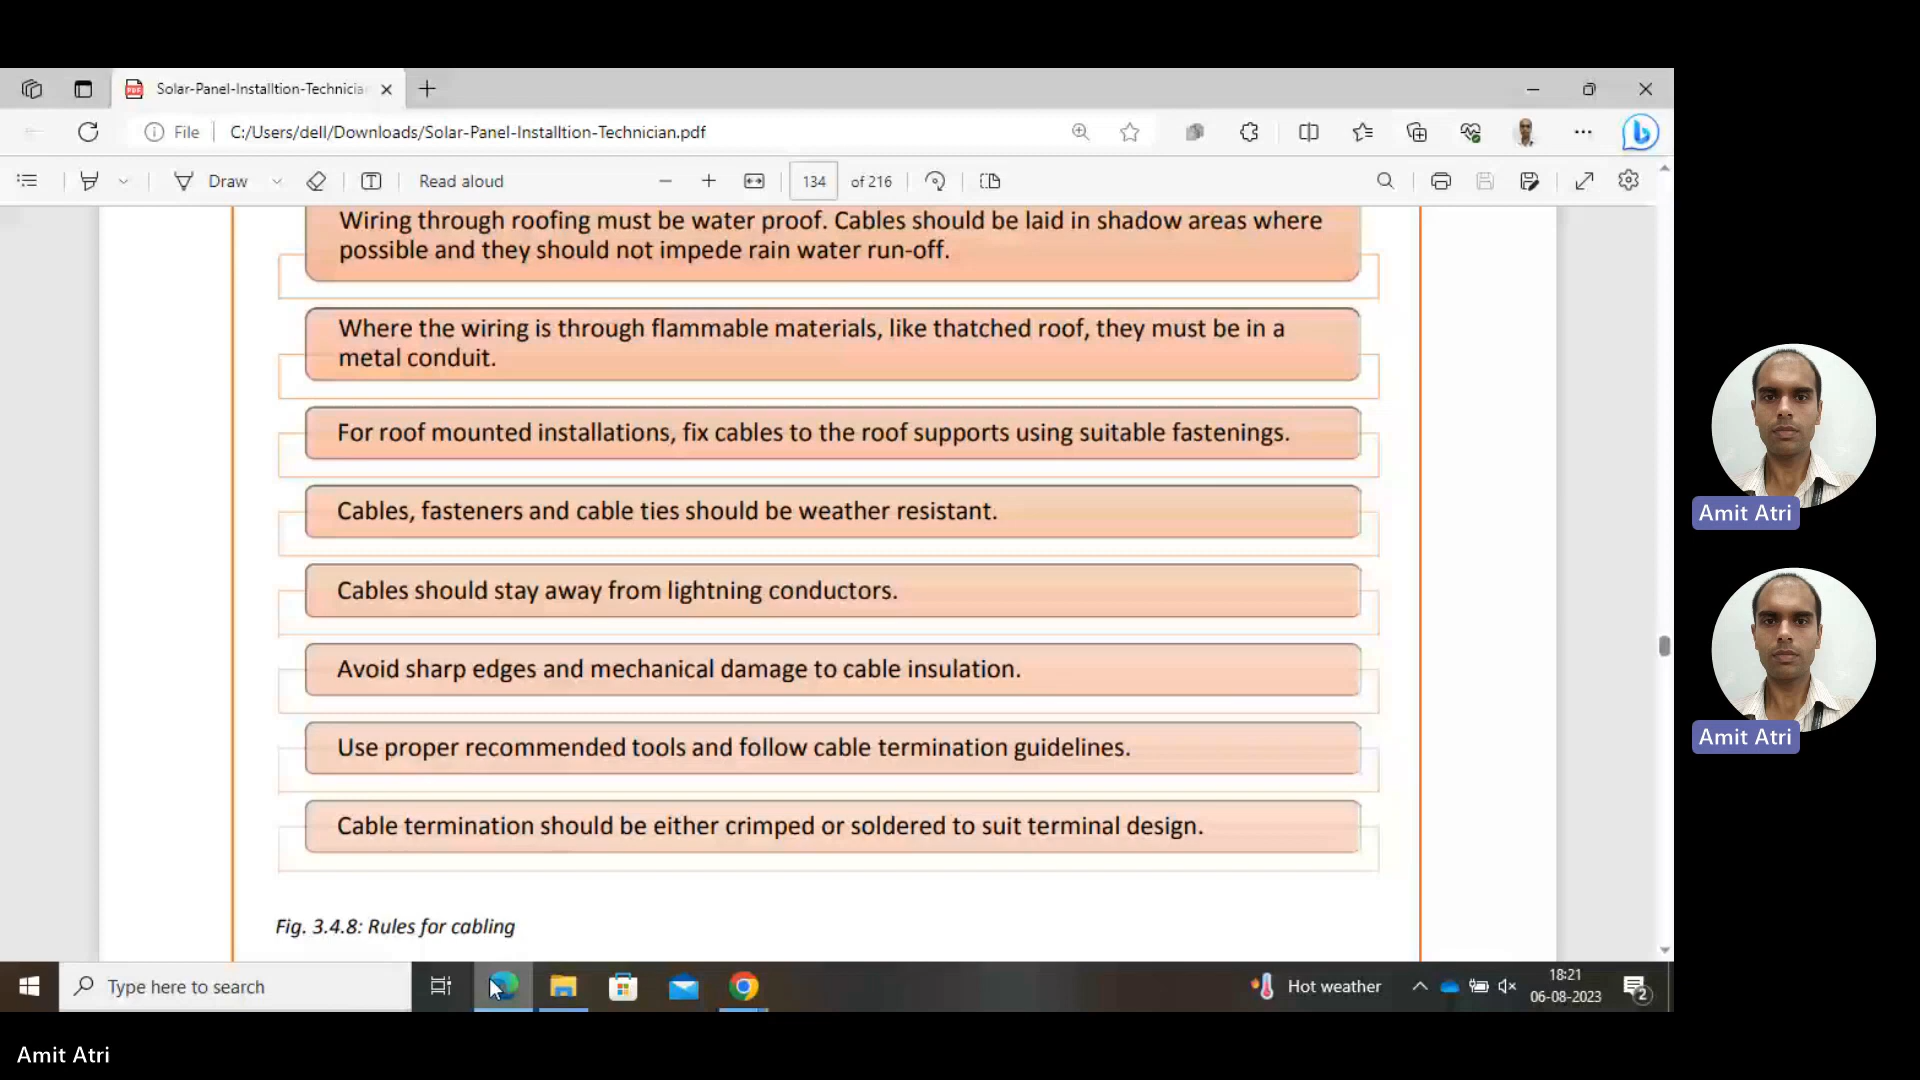 Solar-Panel-Installtion-Technicia
File
C:/Users/dell/Downloads/Solar-Panel-Installtion-Technician.pdf
Draw
Read aloud
134
of 216
Wiring through roofing must be water proof. Cables should be laid in shadow areas where
possible and they should not impede rain water run-off.
Where the wiring is through flammable materials, like thatched roof, they must be in a
metal conduit.
For roof mounted installations, fix cables to the roof supports using suitable fastenings.
Cables, fasteners and cable ties should be weather resistant.
Cables should stay away from lightning conductors.
Avoid sharp edges and mechanical damage to cable insulation.
Use proper recommended tools and follow cable termination guidelines.
Cable termination should be either crimped or soldered to suit terminal design.
Fig. 3.4.8: Rules for cabling
Amit Atri
Amit Atri
Type here to search
Hot weather
18:21
06-08-2023
2
Amit Atri